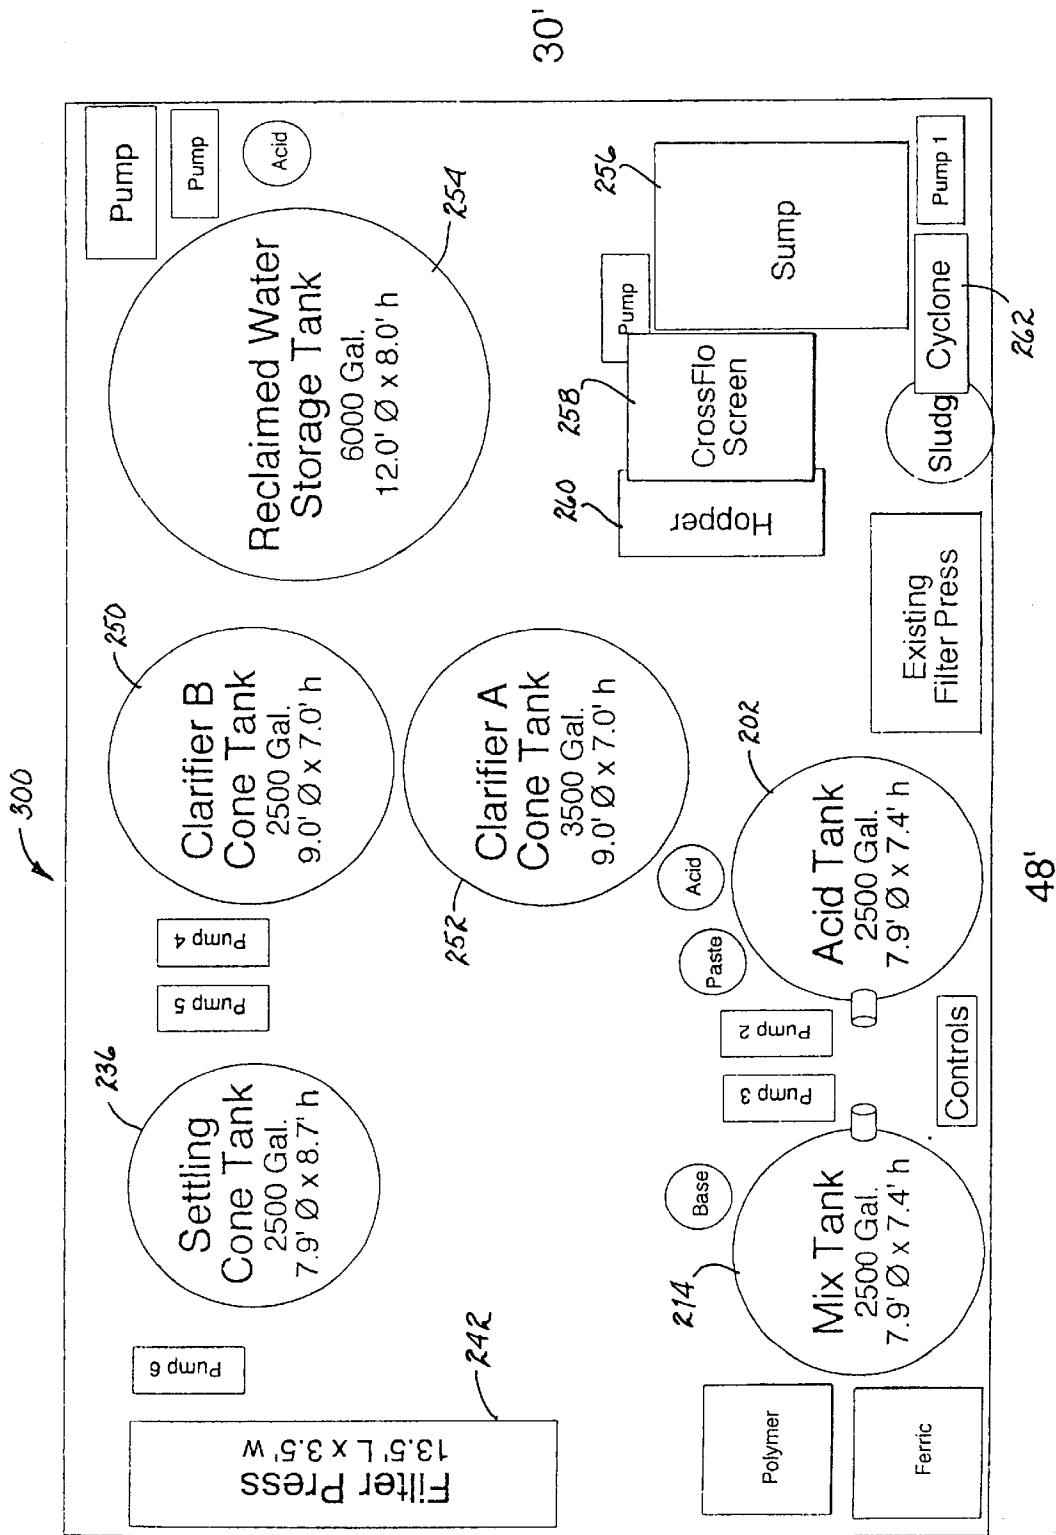 300
Filter Press
13.5' L x 3.5' w
242
Pump 6
236
Settling
Cone Tank
2500 Gal.
7.9' Ø x 8.7' h
Pump 5
Pump 4
250
Clarifier B
Cone Tank
2500 Gal.
9.0' Ø x 7.0' h
Reclaimed Water
Storage Tank
6000 Gal.
12.0' Ø x 8.0' h
254
Pump
Pump
Acid
30'
252
Clarifier A
Cone Tank
3500 Gal.
9.0' Ø x 7.0' h
260
Hopper
258
CrossFlo
Screen
Pump
256
Sump
Polymer
Ferric
214
Base
Mix Tank
2500 Gal.
7.9' Ø x 7.4' h
Pump 3
Pump 2
Controls
Paste
Acid
202
Acid Tank
2500 Gal.
7.9' Ø x 7.4' h
Existing
Filter Press
Sludg
Cyclone
262
Pump 1
48'